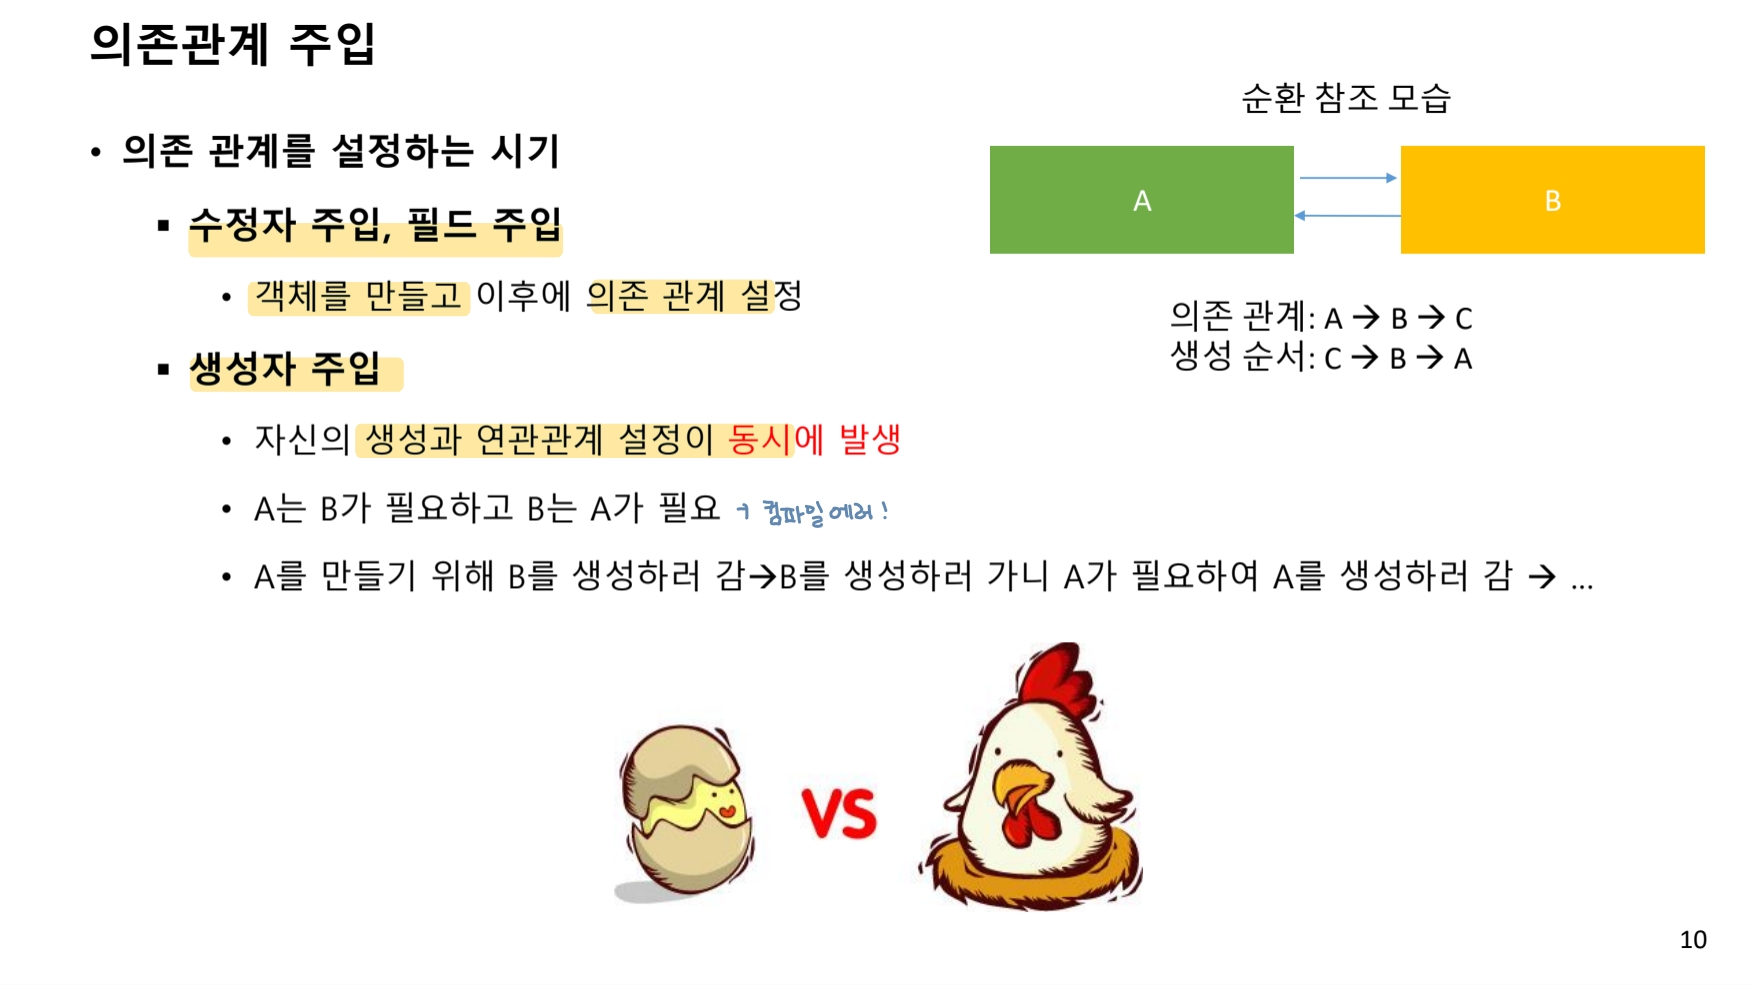 의존관계 주입
• 의존 관계를 설정하는 시기
▪ 수정자 주입, 필드 주입
• 객체를 만들고 이후에 의존 관계 설정
▪ 생성자 주입
• 자신의 생성과 연관관계 설정이 동시에 발생
• A는 B가 필요하고 B는 A가 필요 → 컴파일에러!
• A를 만들기 위해 B를 생성하러 감→B를 생성하러 가니 A가 필요하여 A를 생성하러 감 → ...
순환 참조 모습
A
B
의존 관계: A → B → C
생성 순서: C → B → A
VS
10